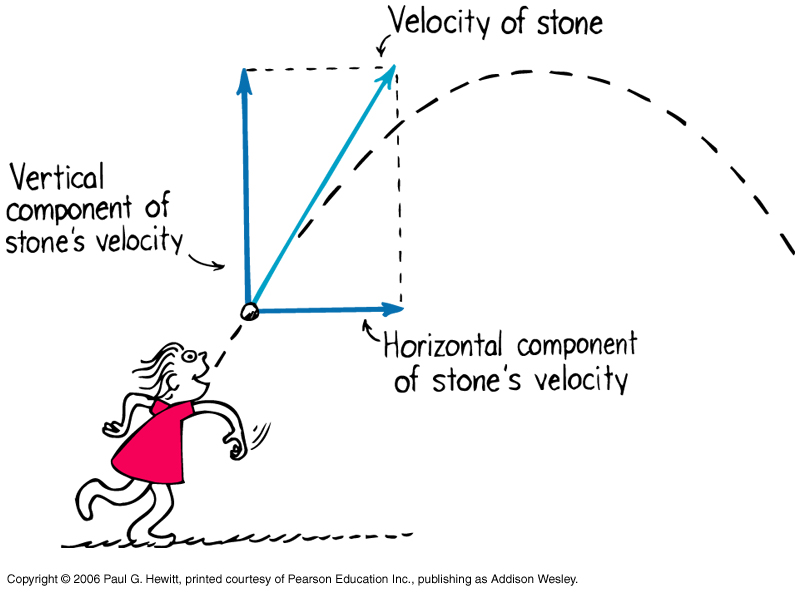 Velocity of stone
Vertical
component of
stone's velocity
Horizontal component
of stone's velocity
Copyright © 2006 Paul G. Hewitt, printed courtesy of Pearson Education Inc., publishing as Addison Wesley.